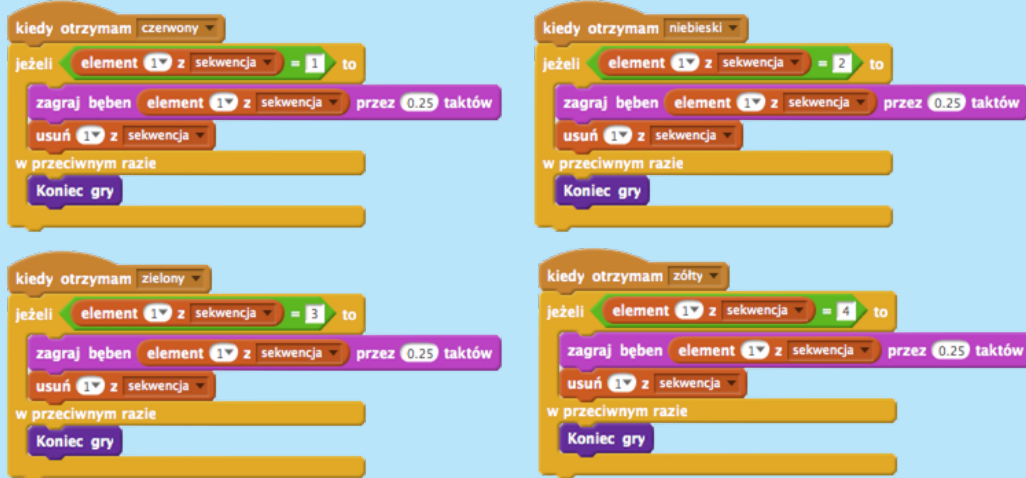 kiedy otrzymam czerwony
jeżeli element 1 z sekwencja = 1 to
zagraj bęben element 1 z sekwencja przez 0.25 taktów
usuń 1 z sekwencja
w przeciwnym razie
Koniec gry
kiedy otrzymam niebieski
jeżeli element 1 z sekwencja = 2 to
zagraj bęben element 1 z sekwencja przez 0.25 taktów
usuń 1 z sekwencja
w przeciwnym razie
Koniec gry
kiedy otrzymam zielony
jeżeli element 1 z sekwencja = 3 to
zagraj bęben element 1 z sekwencja przez 0.25 taktów
usuń 1 z sekwencja
w przeciwnym razie
Koniec gry
kiedy otrzymam zółty
jeżeli element 1 z sekwencja = 4 to
zagraj bęben element 1 z sekwencja przez 0.25 taktów
usuń 1 z sekwencja
w przeciwnym razie
Koniec gry